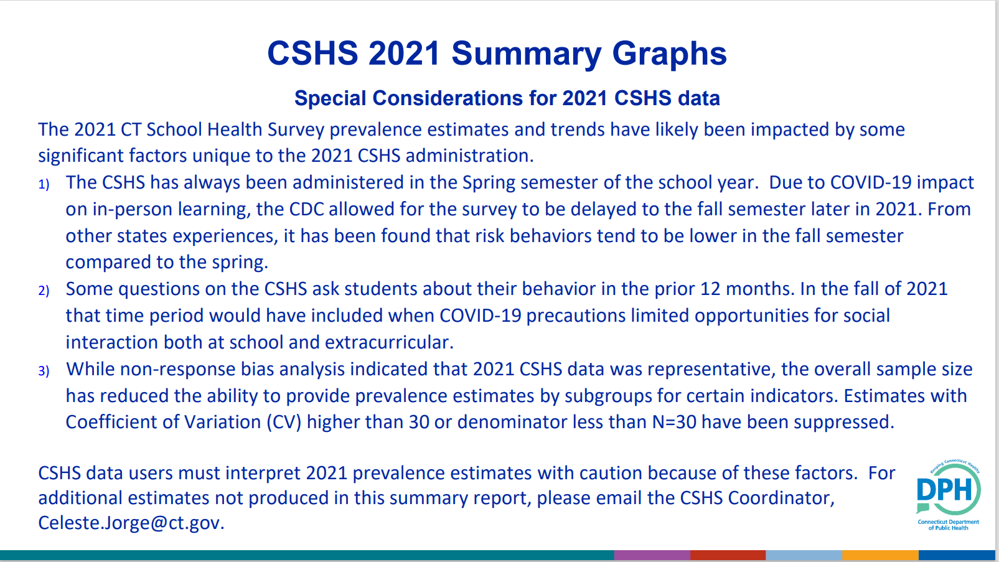 CSHS 2021 Summary Graphs
Special Considerations for 2021 CSHS data
The 2021 CT School Health Survey prevalence estimates and trends have likely been impacted by some
significant factors unique to the 2021 CSHS administration.
1) The CSHS has always been administered in the Spring semester of the school year.  Due to COVID-19 impact
on in-person learning, the CDC allowed for the survey to be delayed to the fall semester later in 2021. From
other states experiences, it has been found that risk behaviors tend to be lower in the fall semester
compared to the spring.
2) Some questions on the CSHS ask students about their behavior in the prior 12 months. In the fall of 2021
that time period would have included when COVID-19 precautions limited opportunities for social
interaction both at school and extracurricular.
3) While non-response bias analysis indicated that 2021 CSHS data was representative, the overall sample size
has reduced the ability to provide prevalence estimates by subgroups for certain indicators. Estimates with
Coefficient of Variation (CV) higher than 30 or denominator less than N=30 have been suppressed.
CSHS data users must interpret 2021 prevalence estimates with caution because of these factors.  For
additional estimates not produced in this summary report, please email the CSHS Coordinator,
Celeste.Jorge@ct.gov.
Keeping Connecticut Healthy
DPH
Connecticut Department
of Public Health